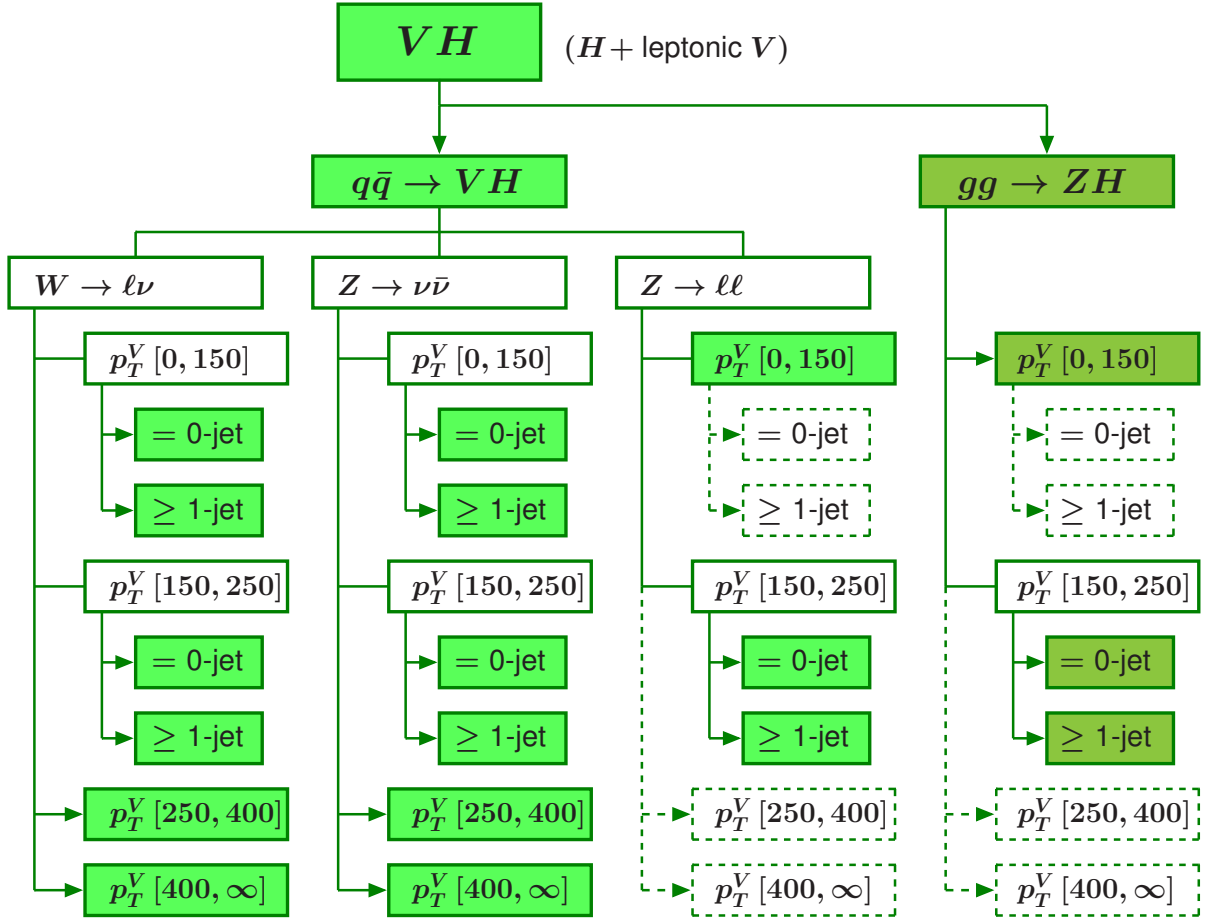 VH (H + leptonic V)
qq̄ → VH
gg → ZH
W → ℓν
Z → νν̄
Z → ℓℓ
p_T^V [0, 150]
p_T^V [0, 150]
p_T^V [0, 150]
p_T^V [0, 150]
= 0-jet
= 0-jet
= 0-jet
= 0-jet
≥ 1-jet
≥ 1-jet
≥ 1-jet
≥ 1-jet
p_T^V [150, 250]
p_T^V [150, 250]
p_T^V [150, 250]
p_T^V [150, 250]
= 0-jet
= 0-jet
= 0-jet
= 0-jet
≥ 1-jet
≥ 1-jet
≥ 1-jet
≥ 1-jet
p_T^V [250, 400]
p_T^V [250, 400]
p_T^V [250, 400]
p_T^V [250, 400]
p_T^V [400, ∞]
p_T^V [400, ∞]
p_T^V [400, ∞]
p_T^V [400, ∞]